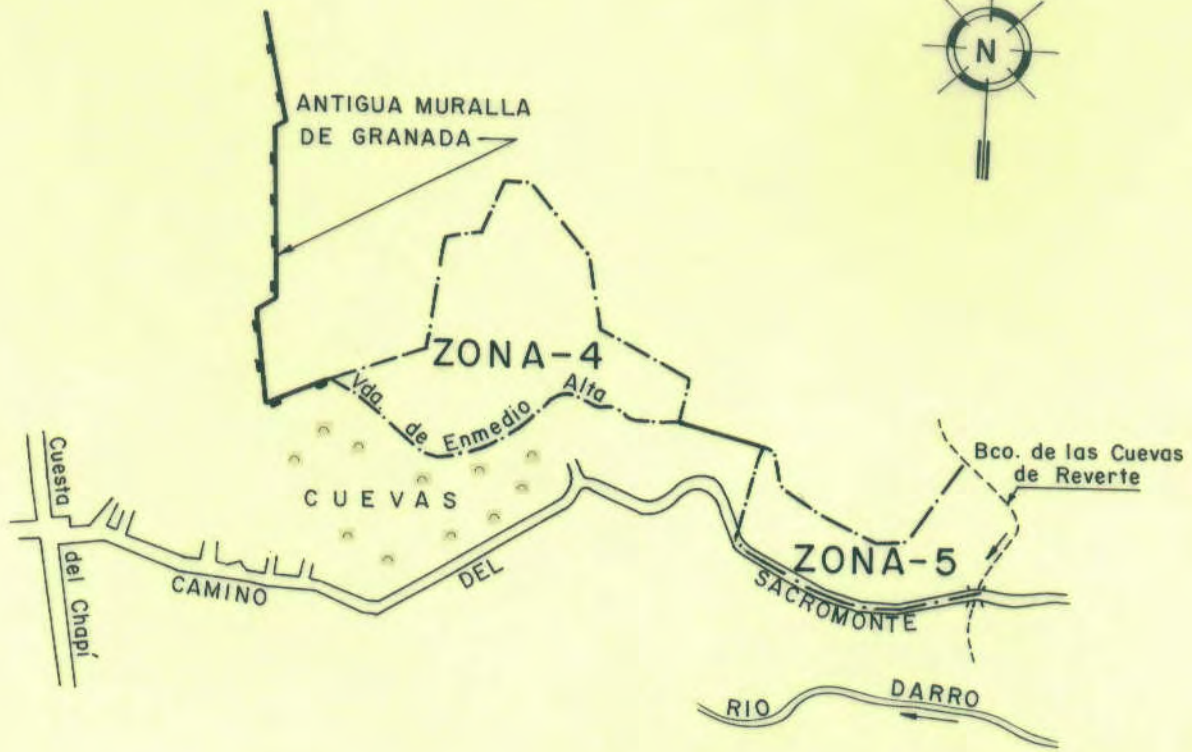 N
ANTIGUA MURALLA
DE GRANADA
ZONA-4
Vda. de Enmedio Alta
Bco. de las Cuevas
de Reverte
Cuesta del Chapí
CUEVAS
ZONA-5
CAMINO DEL SACROMONTE
RIO DARRO